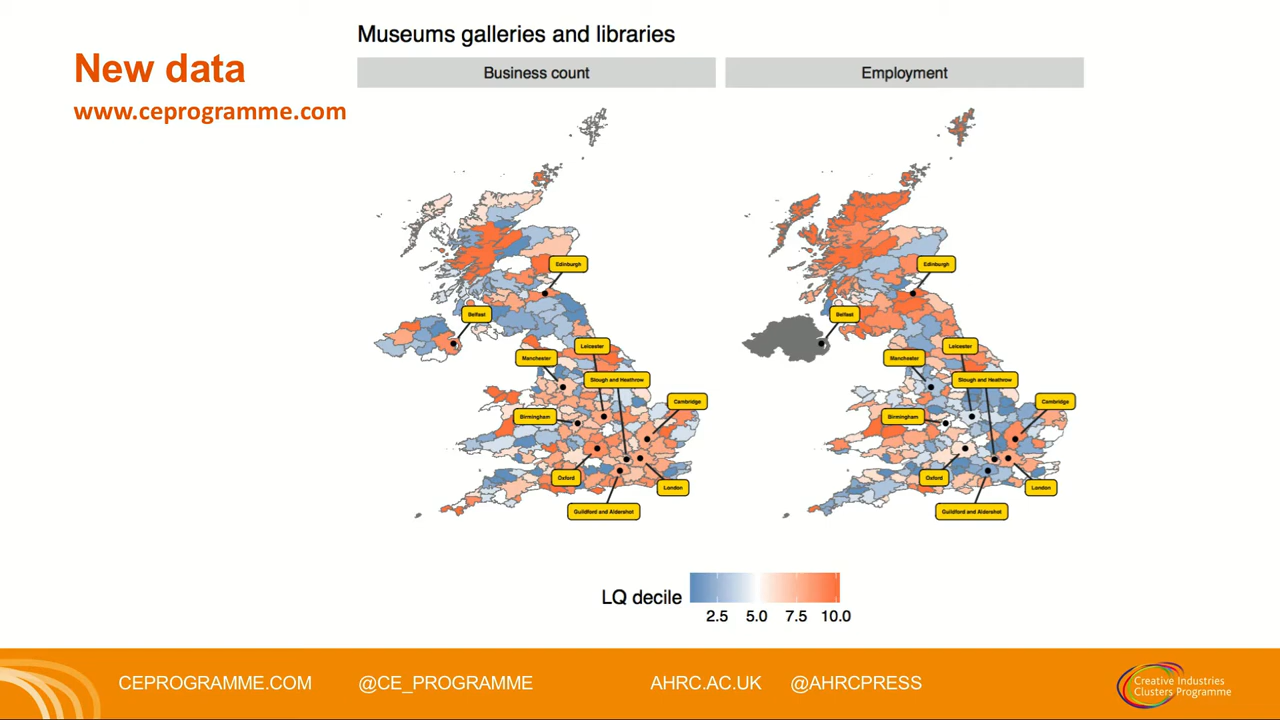 Museums galleries and libraries
New data
www.ceprogramme.com
Business count
Employment
Edinburgh
Belfast
Manchester
Leicester
Slough and Heathrow
Cambridge
Birmingham
Oxford
London
Guildford and Aldershot
Edinburgh
Belfast
Manchester
Leicester
Slough and Heathrow
Cambridge
Birmingham
Oxford
London
Guildford and Aldershot
LQ decile
2.5 5.0 7.5 10.0
CEPROGRAMME.COM @CE_PROGRAMME AHRC.AC.UK @AHRCPRESS
Creative Industries
Clusters Programme